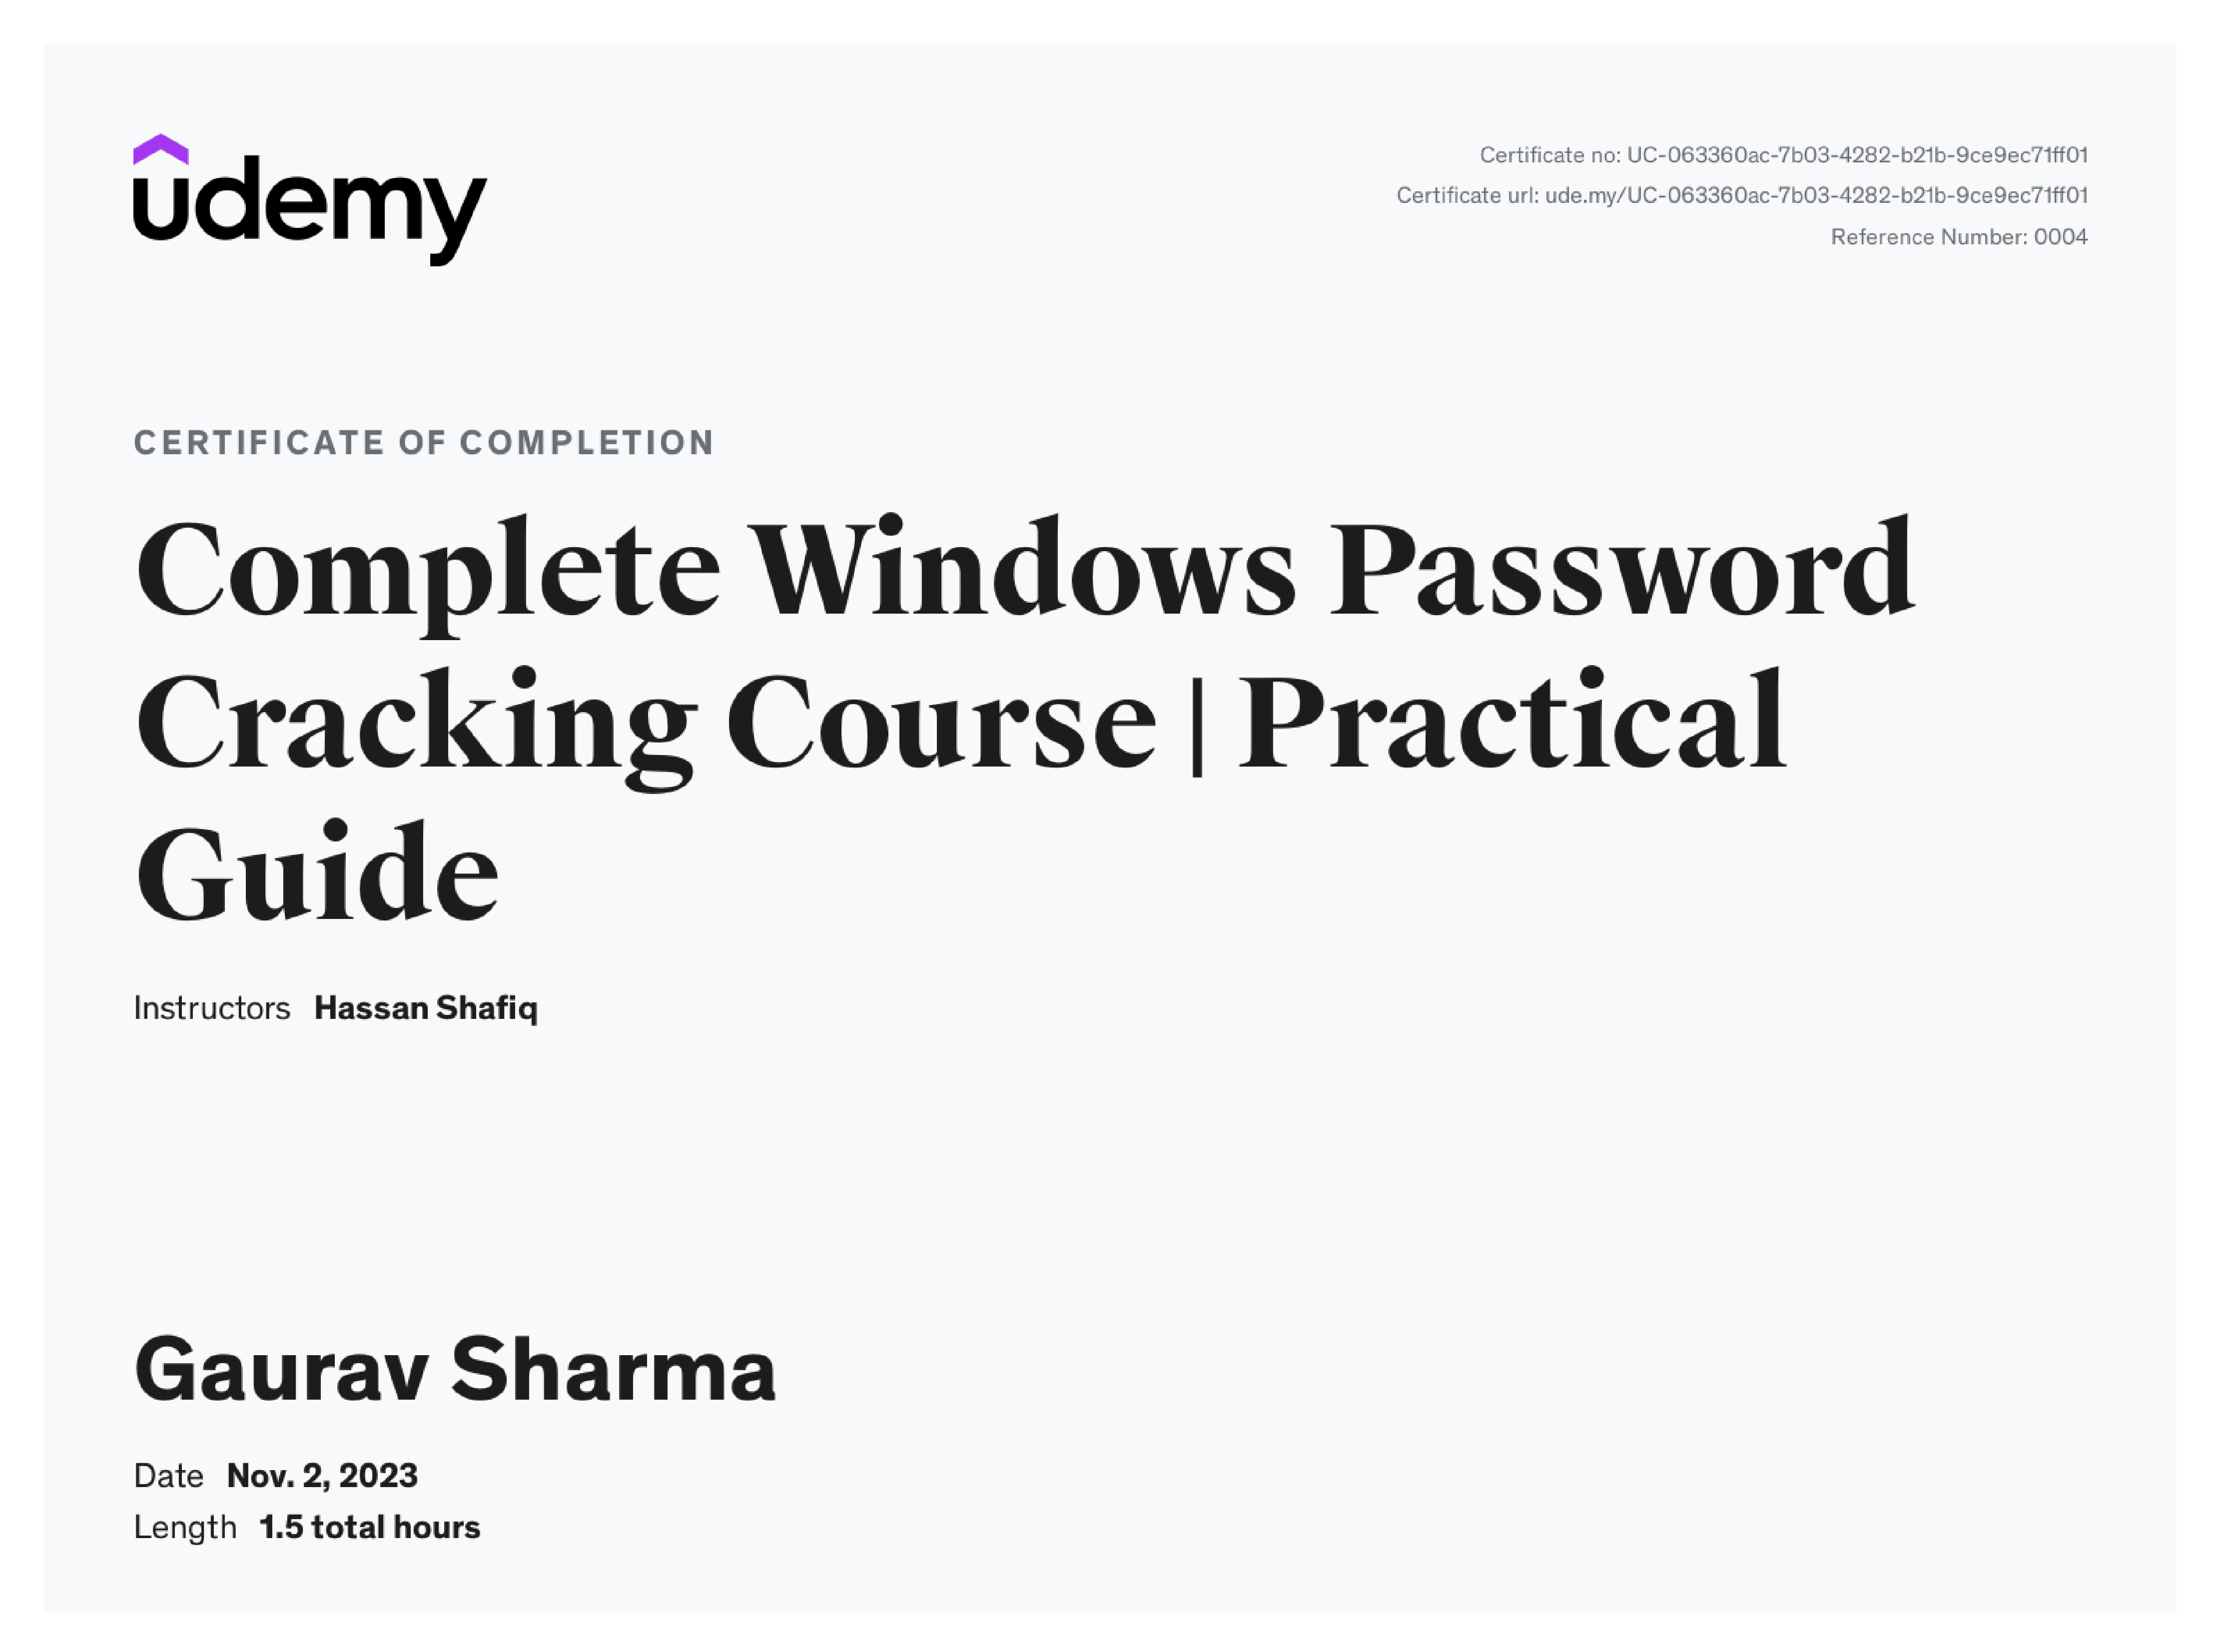 udemy
Certificate no: UC-063360ac-7b03-4282-b21b-9ce9ec71ff01
Certificate url: ude.my/UC-063360ac-7b03-4282-b21b-9ce9ec71ff01
Reference Number: 0004
CERTIFICATE OF COMPLETION
Complete Windows Password
Cracking Course | Practical
Guide
Instructors Hassan Shafiq
Gaurav Sharma
Date Nov. 2, 2023
Length 1.5 total hours